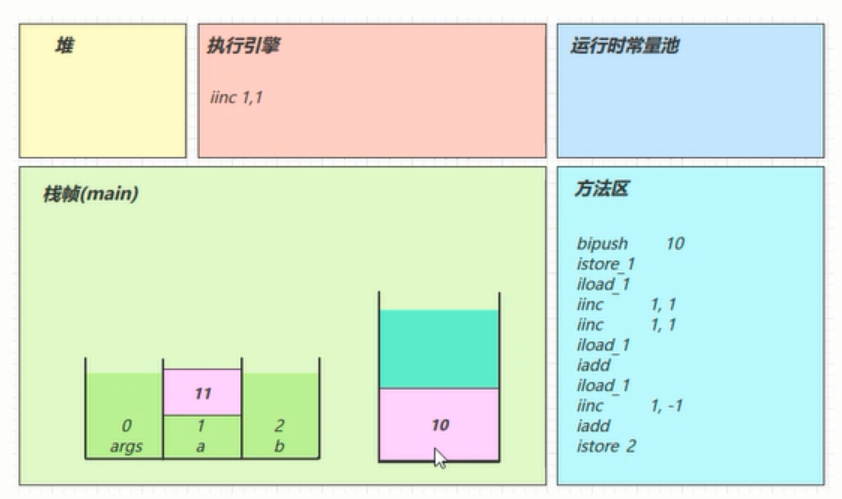 堆
执行引擎
iinc 1,1
运行时常量池
栈帧(main)
11
0
1
2
args
a
b
10
方法区
bipush 10
istore_1
iload_1
iinc 1, 1
iinc 1, 1
iload_1
iadd
iload_1
iinc 1, -1
iadd
istore 2